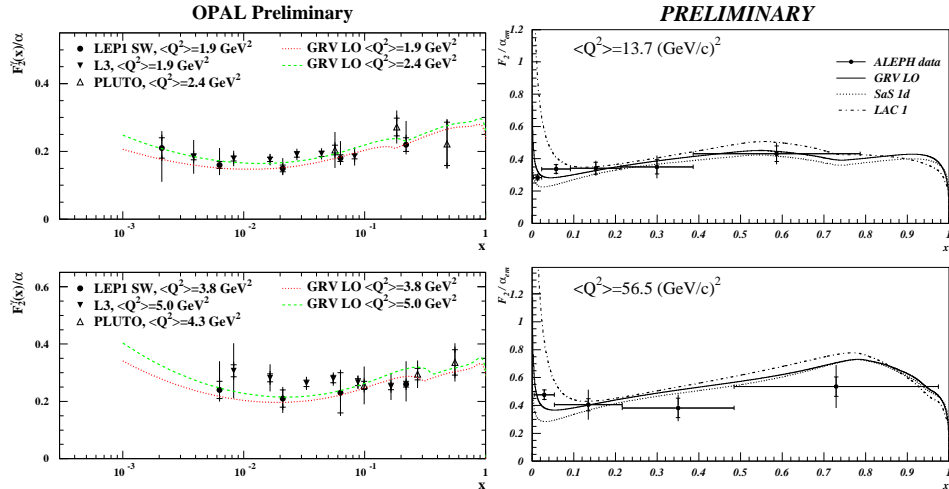 OPAL Preliminary
F₂^γ(x)/α
LEP1 SW, <Q²>=1.9 GeV²
L3, <Q²>=1.9 GeV²
PLUTO, <Q²>=2.4 GeV²
GRV LO <Q²>=1.9 GeV²
GRV LO <Q²>=2.4 GeV²
0.4
0.2
0
10⁻³ 10⁻² 10⁻¹ 1
x
F₂^γ(x)/α
LEP1 SW, <Q²>=3.8 GeV²
L3, <Q²>=5.0 GeV²
PLUTO, <Q²>=4.3 GeV²
GRV LO <Q²>=3.8 GeV²
GRV LO <Q²>=5.0 GeV²
0.6
0.4
0.2
0
10⁻³ 10⁻² 10⁻¹ 1
x
PRELIMINARY
F₂/α_em
<Q²>=13.7 (GeV/c)²
ALEPH data
GRV LO
SaS 1d
LAC 1
1.2
1
0.8
0.6
0.4
0.2
0
0 0.1 0.2 0.3 0.4 0.5 0.6 0.7 0.8 0.9 1
x
F₂/α_em
<Q²>=56.5 (GeV/c)²
1.2
1
0.8
0.6
0.4
0.2
0
0 0.1 0.2 0.3 0.4 0.5 0.6 0.7 0.8 0.9 1
x